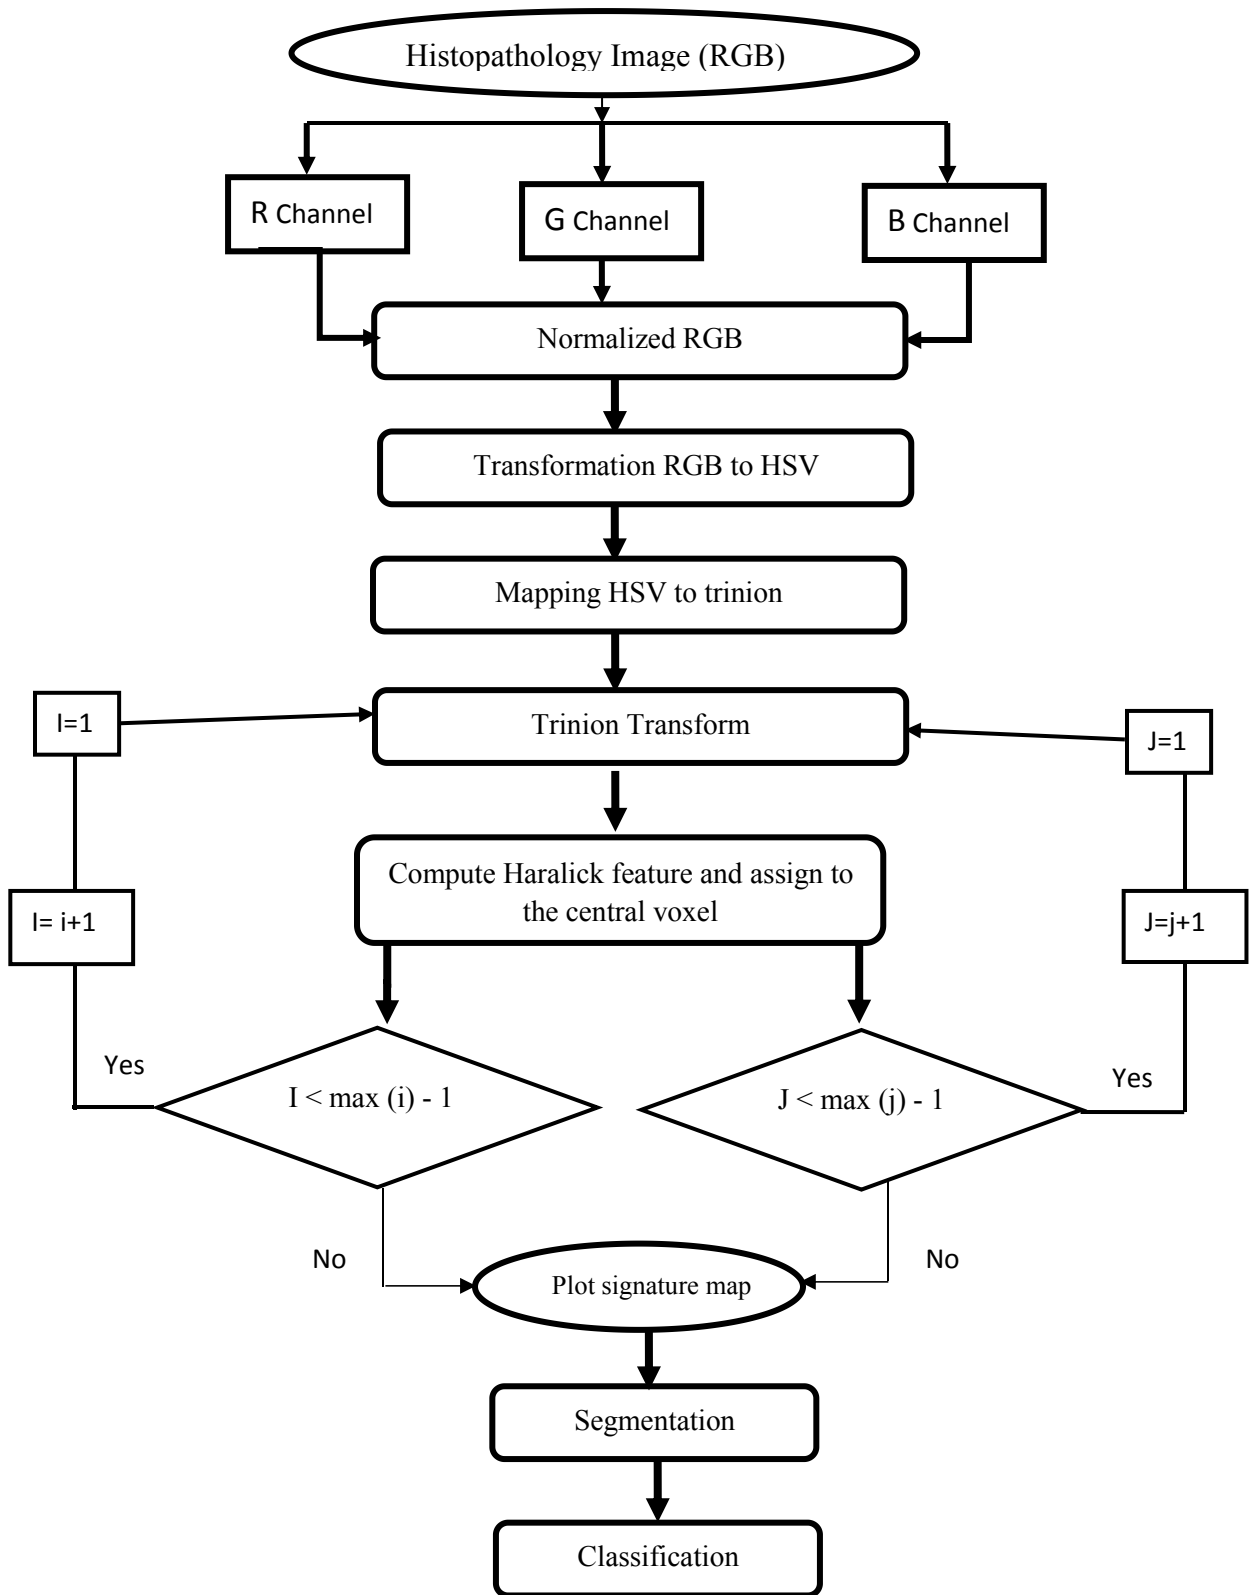 Histopathology Image (RGB)
R Channel
G Channel
B Channel
Normalized RGB
Transformation RGB to HSV
Mapping HSV to trinion
I=1
Trinion Transform
J=1
Compute Haralick feature and assign to
the central voxel
I= i+1
J=j+1
Yes
I < max (i) - 1
J < max (j) - 1
Yes
No
Plot signature map
No
Segmentation
Classification